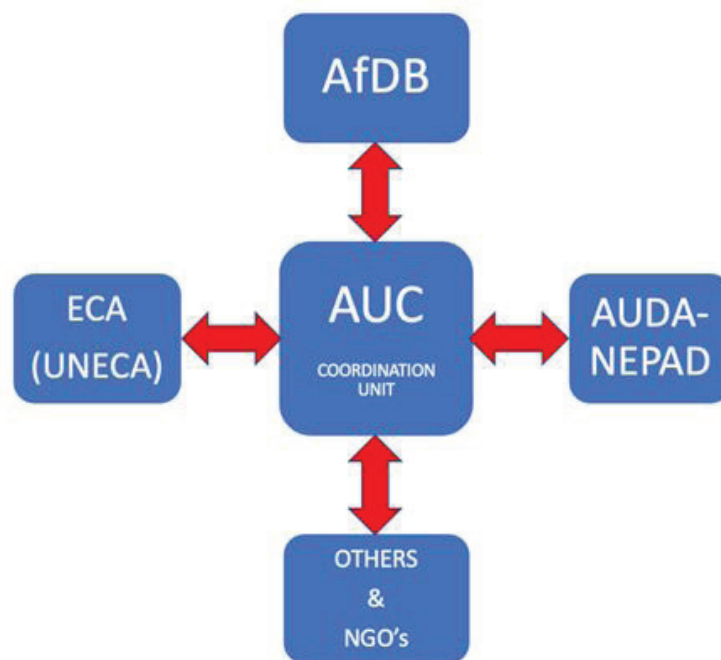 AfDB
ECA
(UNECA)
AUC
COORDINATION
UNIT
AUDA-
NEPAD
OTHERS
&
NGO's